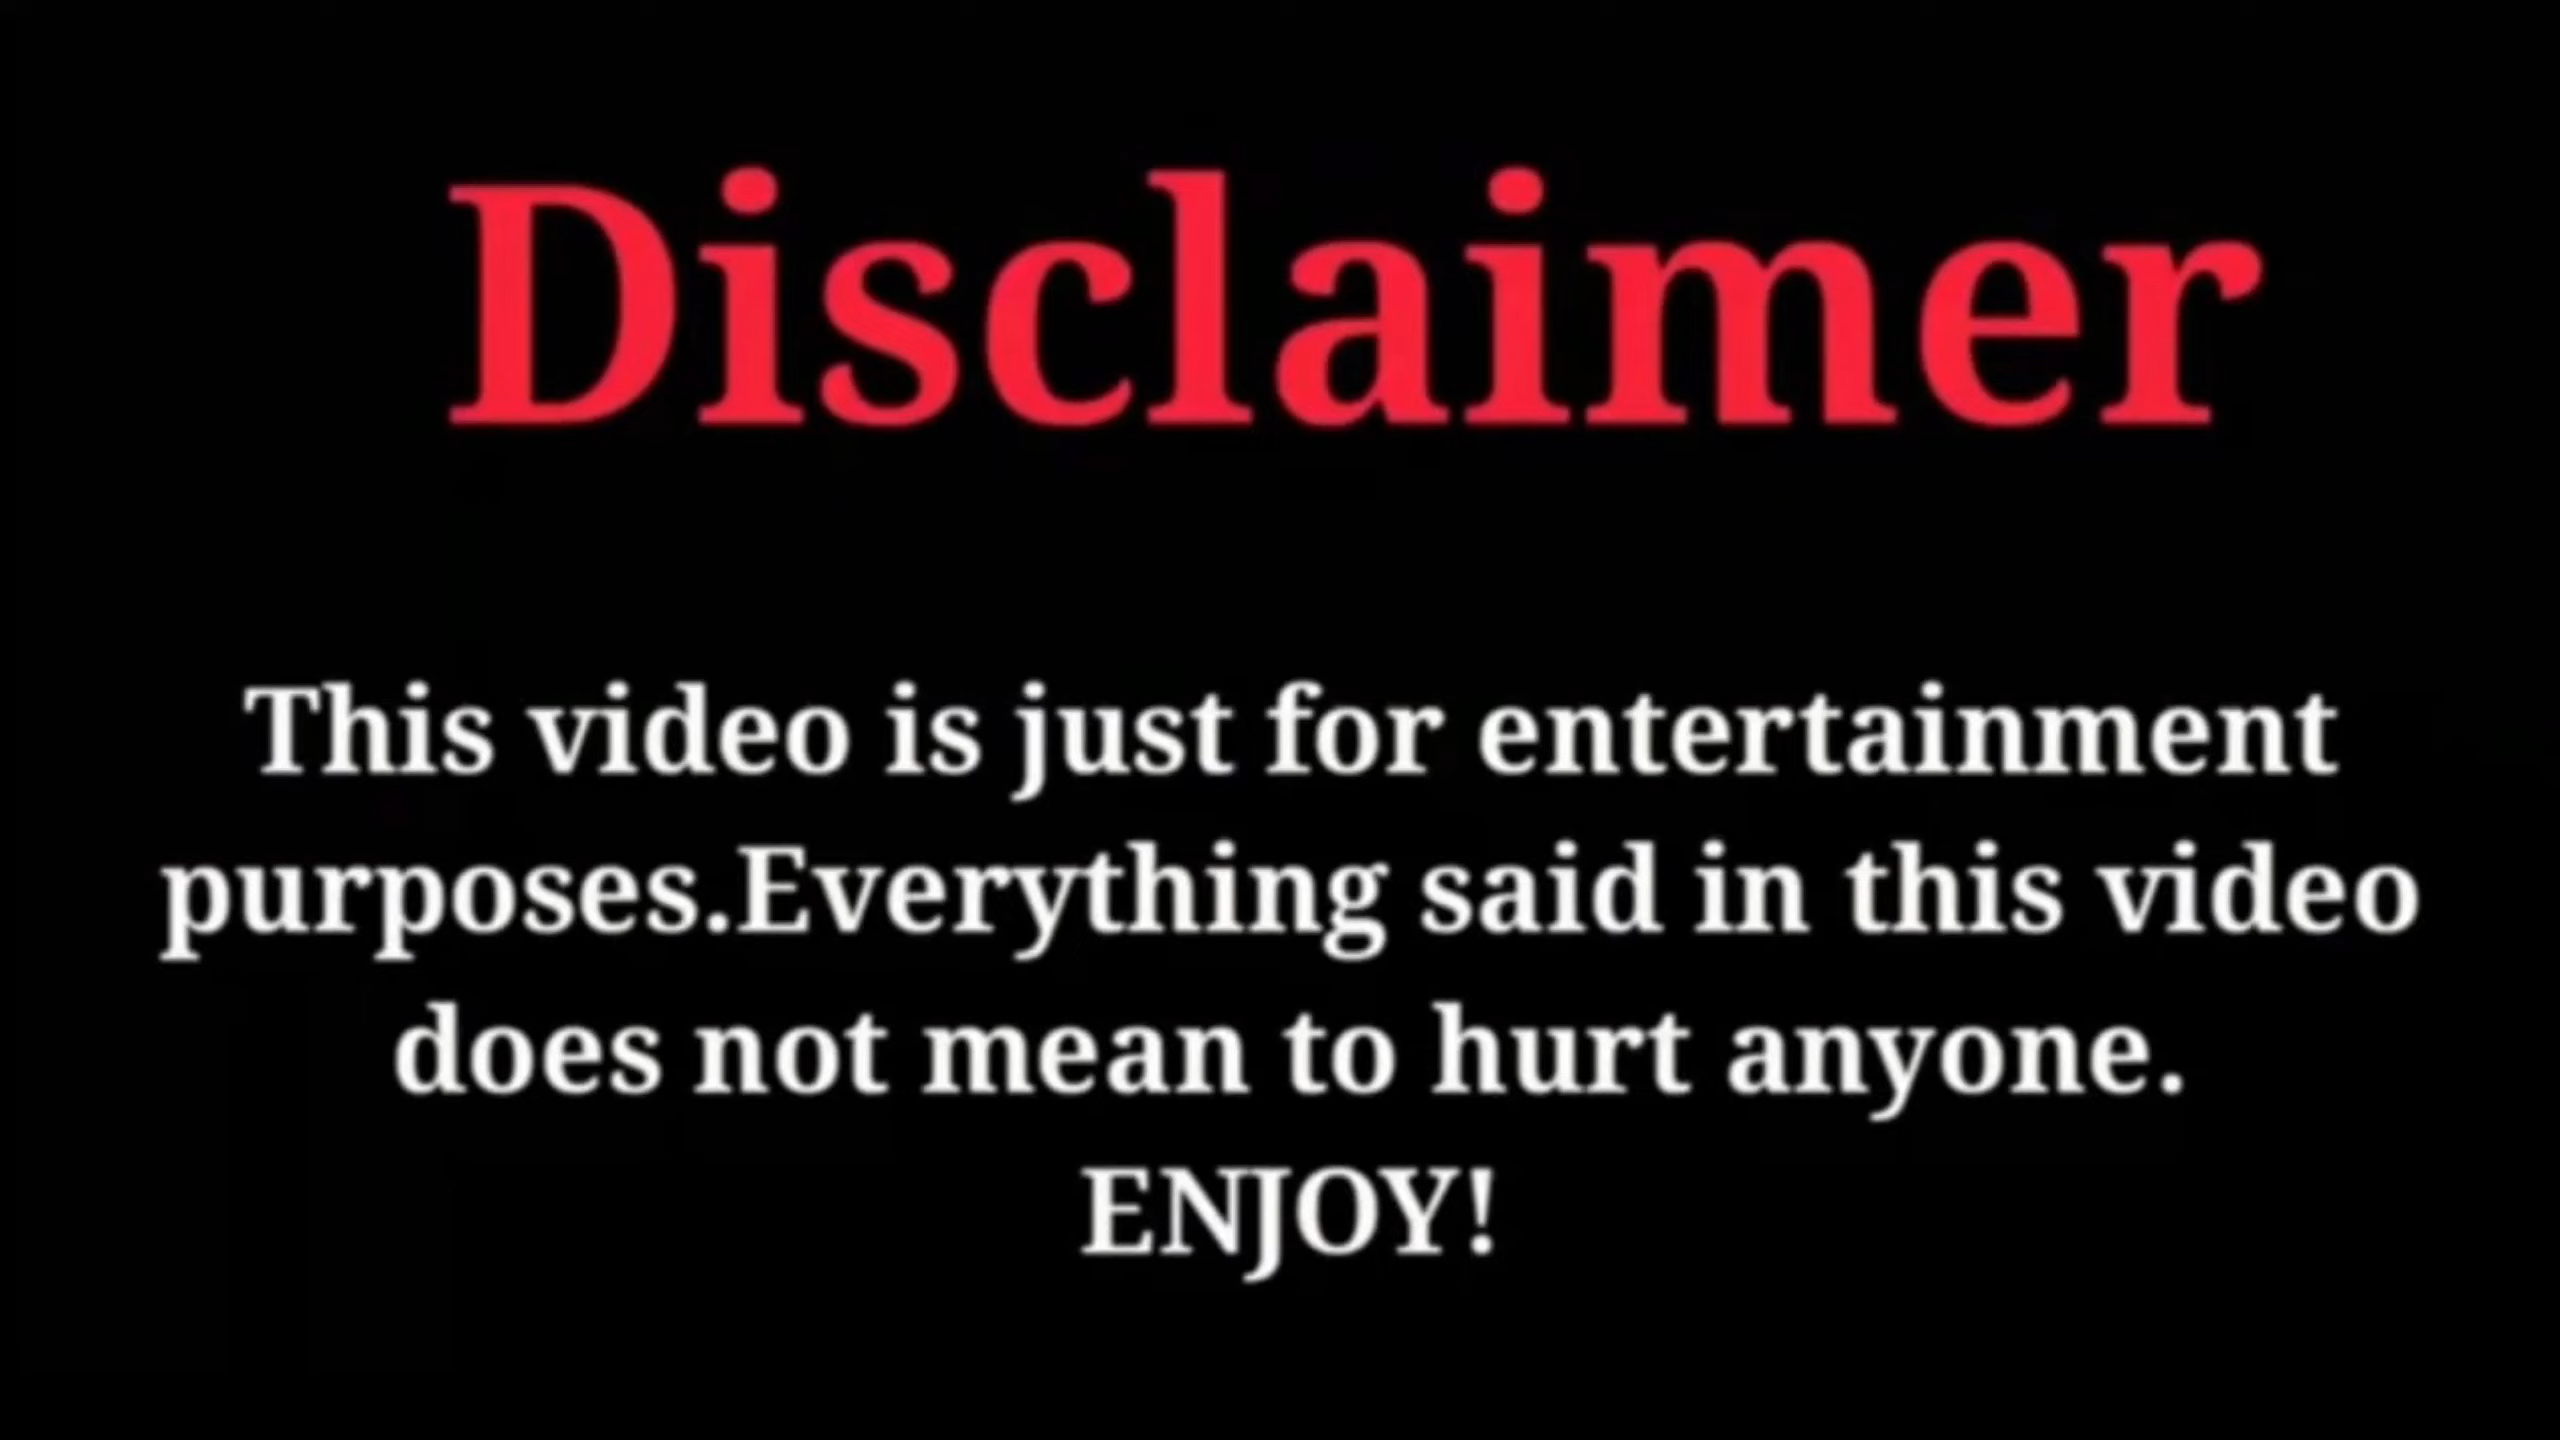 Disclaimer
This video is just for entertainment
purposes.Everything said in this video
does not mean to hurt anyone.
ENJOY!